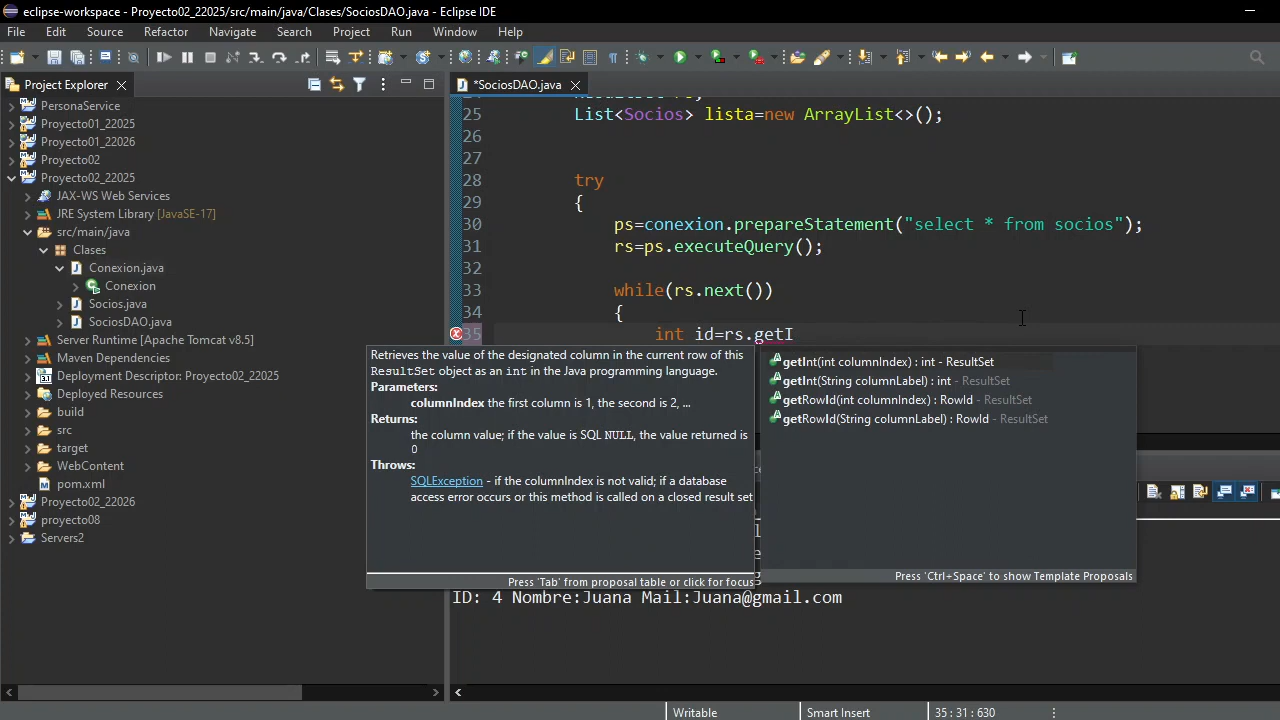 eclipse-workspace - Proyecto02_22025/src/main/java/Clases/SociosDAO.java - Eclipse IDE
File Edit Source Refactor Navigate Search Project Run Window Help
Project Explorer
*SociosDAO.java
PersonaService
Proyecto01_22025
Proyecto01_22026
Proyecto02
Proyecto02_22025
JAX-WS Web Services
JRE System Library [JavaSE-17]
src/main/java
Clases
Conexion.java
Conexion
Socios.java
SociosDAO.java
Server Runtime [Apache Tomcat v8.5]
Maven Dependencies
Deployment Descriptor: Proyecto02_22025
Deployed Resources
build
src
target
WebContent
pom.xml
Proyecto02_22026
proyecto08
Servers2
25 List<Socios> lista=new ArrayList<>();
26
27
28 try
29 {
30 ps=conexion.prepareStatement("select * from socios");
31 rs=ps.executeQuery();
32
33 while(rs.next())
34 {
35 int id=rs.getI
Retrieves the value of the designated column in the current row of this
ResultSet object as an int in the Java programming language.
Parameters:
columnIndex the first column is 1, the second is 2, ...
Returns:
the column value; if the value is SQL NULL, the value returned is
0
Throws:
SQLException - if the columnIndex is not valid; if a database
access error occurs or this method is called on a closed result set
Press 'Tab' from proposal table or click for focus
getInt(int columnIndex) : int - ResultSet
getInt(String columnLabel) : int - ResultSet
getRowId(int columnIndex) : RowId - ResultSet
getRowId(String columnLabel) : RowId - ResultSet
Press 'Ctrl+Space' to show Template Proposals
ID: 4 Nombre:Juana Mail:Juana@gmail.com
Writable
Smart Insert
35 : 31 : 630